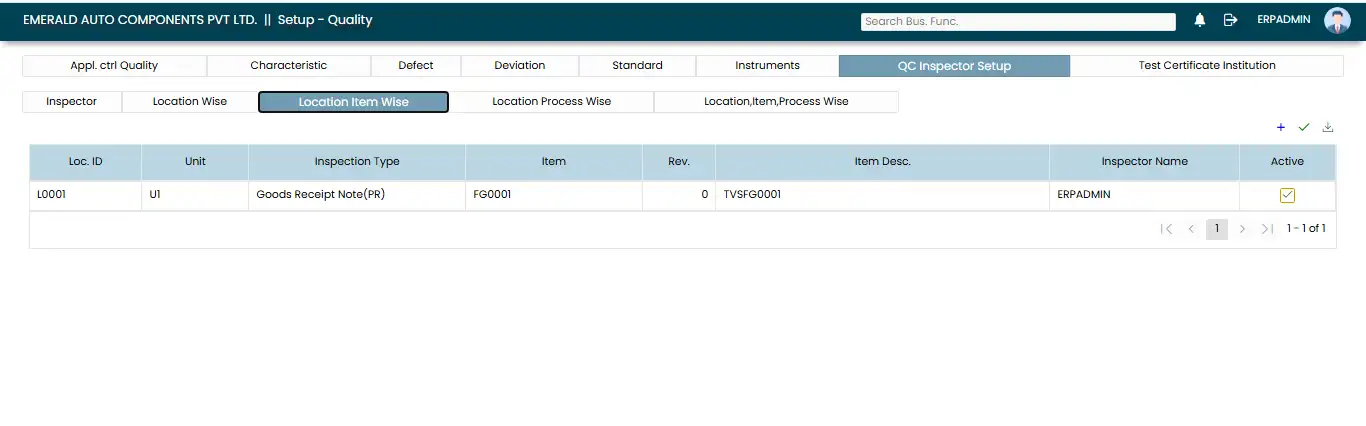 EMERALD AUTO COMPONENTS PVT LTD. || Setup - Quality
Search Bus. Func.
ERPADMIN
Appl. ctrl Quality Characteristic Defect Deviation Standard Instruments QC Inspector Setup Test Certificate Institution
Inspector Location Wise Location Item Wise Location Process Wise Location,Item,Process Wise
Loc. ID Unit Inspection Type Item Rev. Item Desc. Inspector Name Active
L0001 U1 Goods Receipt Note(PR) FG0001 0 TVSFG0001 ERPADMIN
1 1 - 1 of 1